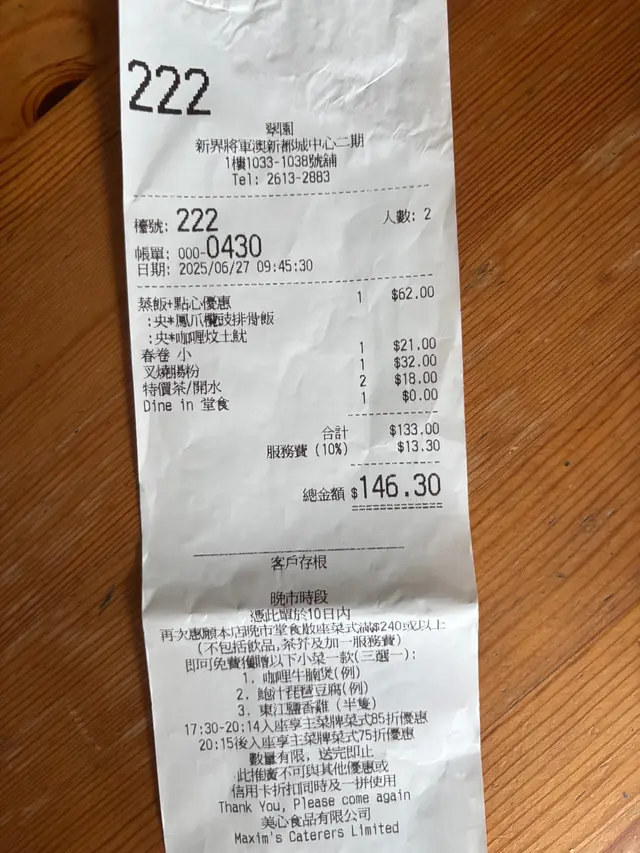 222
翠園
新界將軍澳新都城中心二期
1樓1033-1038號舖
Tel: 2613-2883
檯號: 222 人數: 2
帳單: 000-0430
日期: 2025/06/27 09:45:30
蒸飯+點心優惠 1 $62.00
:央*鳳爪欖豉排骨飯
:央*咖喱炆土魷
春卷 小 1 $21.00
叉燒腸粉 1 $32.00
特價茶/開水 2 $18.00
Dine in 堂食 1 $0.00
合計 $133.00
服務費 (10%) $13.30
總金額 $146.30
客戶存根
晚市時段
憑此單於10日內
再次惠顧本店晚市堂食散座菜式滿$240或以上
(不包括飲品,茶芥及加一服務費)
即可免費獲贈以下小菜一款(三選一):
1. 咖喱牛腩煲(例)
2. 鮑汁琵琶豆腐(例)
3. 東江鹽香雞 (半隻)
17:30-20:14入座享主菜牌菜式85折優惠
20:15後入座享主菜牌菜式75折優惠
數量有限, 送完即止
此推廣不可與其他優惠或
信用卡折扣同時及一拼使用
Thank You, Please come again
美心食品有限公司
Maxim's Caterers Limited